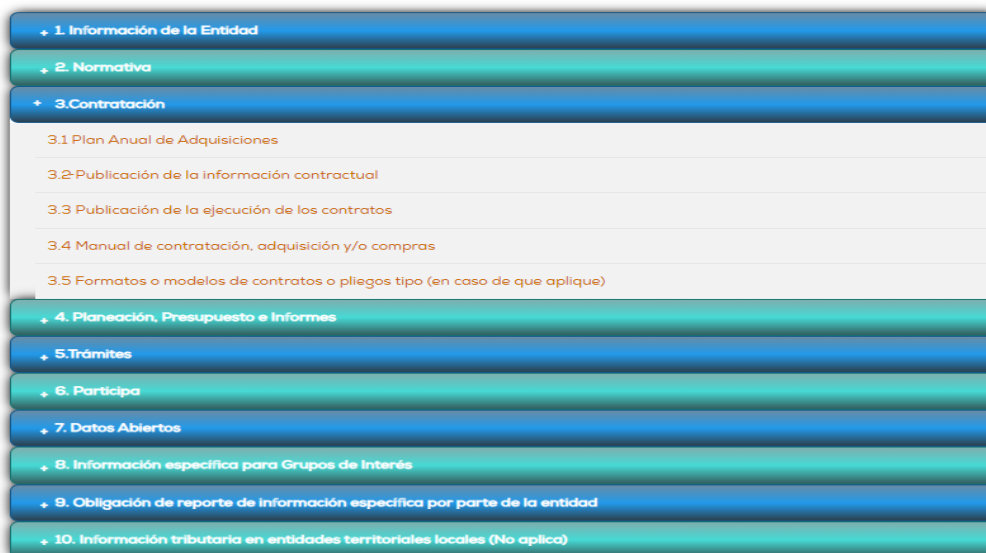 + 1. Información de la Entidad
+ 2. Normativa
+ 3.Contratación
3.1 Plan Anual de Adquisiciones
3.2-Publicación de la información contractual
3.3 Publicación de la ejecución de los contratos
3.4 Manual de contratación, adquisición y/o compras
3.5 Formatos o modelos de contratos o pliegos tipo (en caso de que aplique)
+ 4. Planeación, Presupuesto e Informes
+ 5.Trámites
+ 6. Participa
+ 7. Datos Abiertos
+ 8. Información especifica para Grupos de Interés
+ 9. Obligación de reporte de información específica por parte de la entidad
+ 10. Información tributaria en entidades territoriales locales (No aplica)